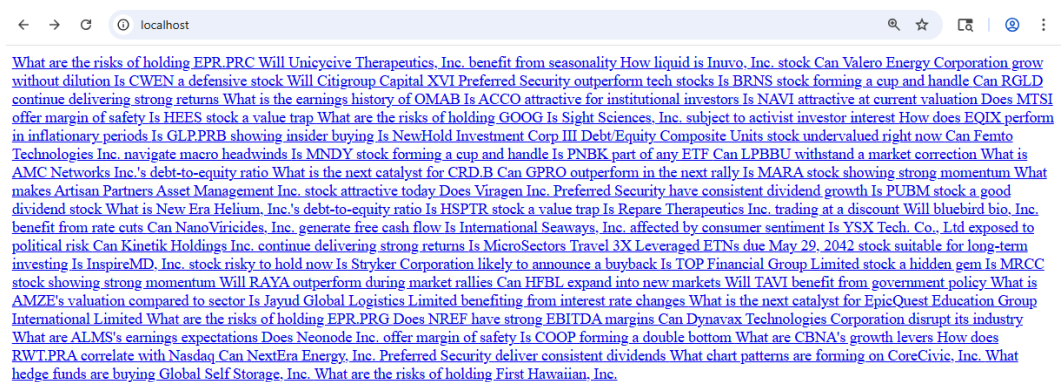 localhost
What are the risks of holding EPR.PRC Will Unicycive Therapeutics, Inc. benefit from seasonality How liquid is Inuvo, Inc. stock Can Valero Energy Corporation grow
without dilution Is CWEN a defensive stock Will Citigroup Capital XVI Preferred Security outperform tech stocks Is BRNS stock forming a cup and handle Can RGLD
continue delivering strong returns What is the earnings history of OMAB Is ACCO attractive for institutional investors Is NAVI attractive at current valuation Does MTSI
offer margin of safety Is HEES stock a value trap What are the risks of holding GOOG Is Sight Sciences, Inc. subject to activist investor interest How does EQIX perform
in inflationary periods Is GLP.PRB showing insider buying Is NewHold Investment Corp III Debt/Equity Composite Units stock undervalued right now Can Femto
Technologies Inc. navigate macro headwinds Is MNDY stock forming a cup and handle Is PNBK part of any ETF Can LPBBU withstand a market correction What is
AMC Networks Inc.'s debt-to-equity ratio What is the next catalyst for CRD.B Can GPRO outperform in the next rally Is MARA stock showing strong momentum What
makes Artisan Partners Asset Management Inc. stock attractive today Does Viragen Inc. Preferred Security have consistent dividend growth Is PUBM stock a good
dividend stock What is New Era Helium, Inc.'s debt-to-equity ratio Is HSPTR stock a value trap Is Repare Therapeutics Inc. trading at a discount Will bluebird bio, Inc.
benefit from rate cuts Can NanoViricides, Inc. generate free cash flow Is International Seaways, Inc. affected by consumer sentiment Is YSX Tech. Co., Ltd exposed to
political risk Can Kinetik Holdings Inc. continue delivering strong returns Is MicroSectors Travel 3X Leveraged ETNs due May 29, 2042 stock suitable for long-term
investing Is InspireMD, Inc. stock risky to hold now Is Stryker Corporation likely to announce a buyback Is TOP Financial Group Limited stock a hidden gem Is MRCC
stock showing strong momentum Will RAYA outperform during market rallies Can HFBL expand into new markets Will TAVI benefit from government policy What is
AMZE's valuation compared to sector Is Jayud Global Logistics Limited benefiting from interest rate changes What is the next catalyst for EpicQuest Education Group
International Limited What are the risks of holding EPR.PRG Does NREF have strong EBITDA margins Can Dynavax Technologies Corporation disrupt its industry
What are ALMS's earnings expectations Does Neonode Inc. offer margin of safety Is COOP forming a double bottom What are CBNA's growth levers How does
RWT.PRA correlate with Nasdaq Can NextEra Energy, Inc. Preferred Security deliver consistent dividends What chart patterns are forming on CoreCivic, Inc. What
hedge funds are buying Global Self Storage, Inc. What are the risks of holding First Hawaiian, Inc.